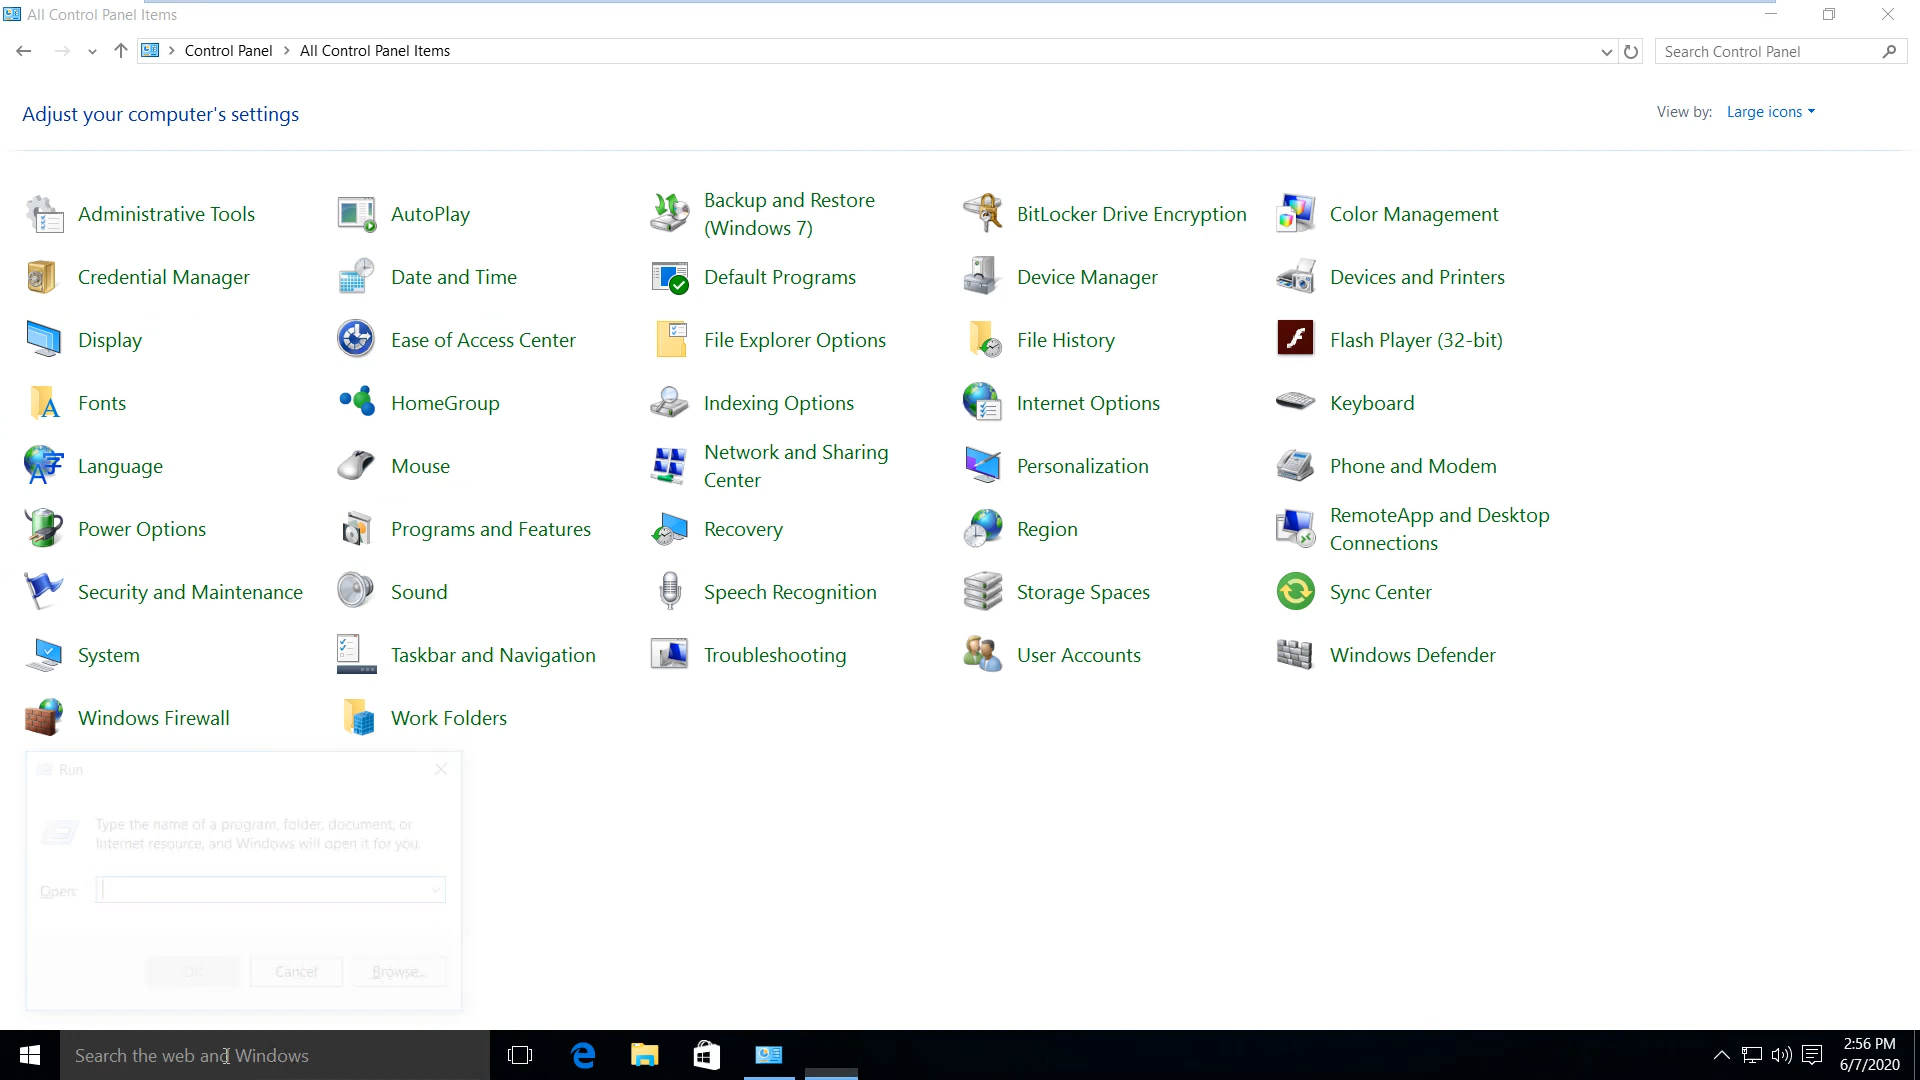 All Control Panel Items
Control Panel > All Control Panel Items
Search Control Panel
Adjust your computer's settings
View by: Large icons
Administrative Tools
AutoPlay
Backup and Restore
(Windows 7)
BitLocker Drive Encryption
Color Management
Credential Manager
Date and Time
Default Programs
Device Manager
Devices and Printers
Display
Ease of Access Center
File Explorer Options
File History
Flash Player (32-bit)
Fonts
HomeGroup
Indexing Options
Internet Options
Keyboard
Language
Mouse
Network and Sharing
Center
Personalization
Phone and Modem
Power Options
Programs and Features
Recovery
Region
RemoteApp and Desktop
Connections
Security and Maintenance
Sound
Speech Recognition
Storage Spaces
Sync Center
System
Taskbar and Navigation
Troubleshooting
User Accounts
Windows Defender
Windows Firewall
Work Folders
Run
Type the name of a program, folder, document, or
Internet resource, and Windows will open it for you.
Open:
OK
Cancel
Browse...
Search the web and Windows
2:56 PM
6/7/2020